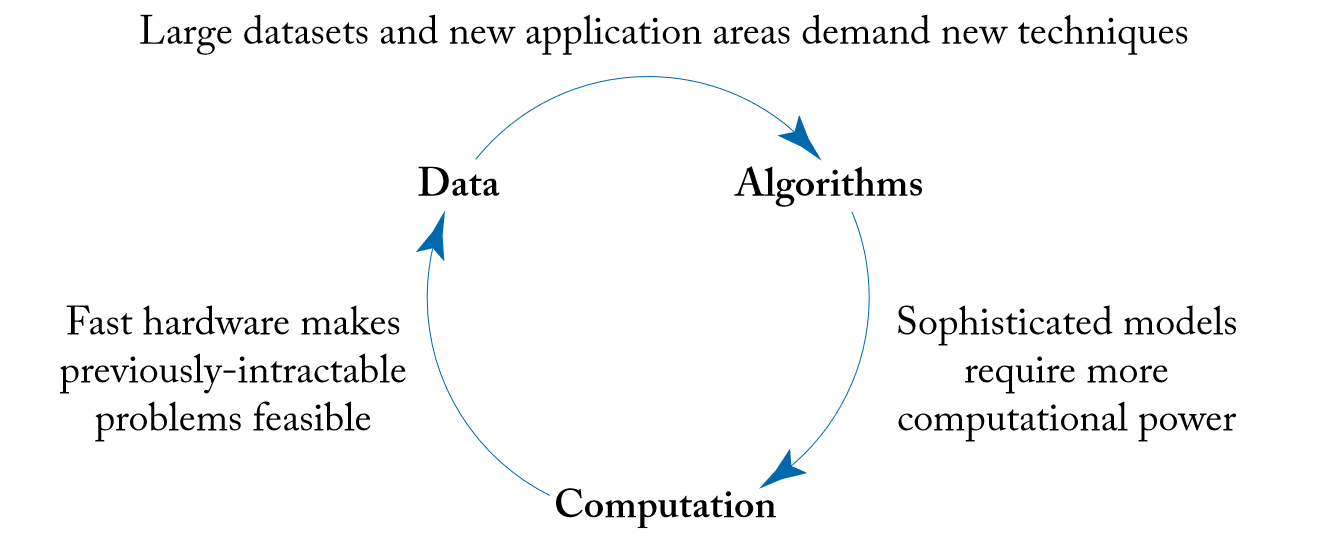 Large datasets and new application areas demand new techniques
Data
Algorithms
Fast hardware makes
previously-intractable
problems feasible
Sophisticated models
require more
computational power
Computation